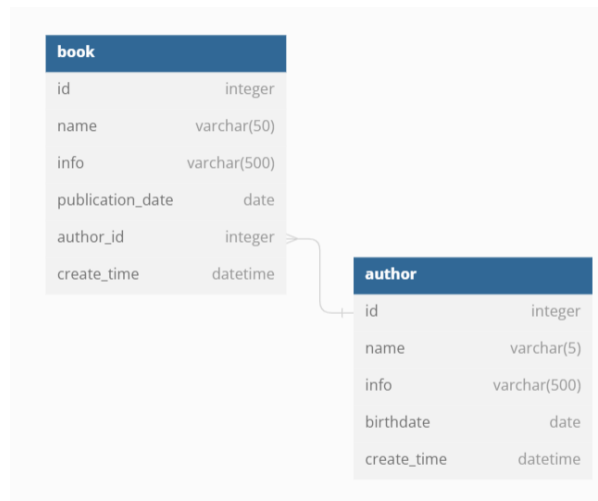 book
id integer
name varchar(50)
info varchar(500)
publication_date date
author_id integer
create_time datetime
author
id integer
name varchar(5)
info varchar(500)
birthdate date
create_time datetime